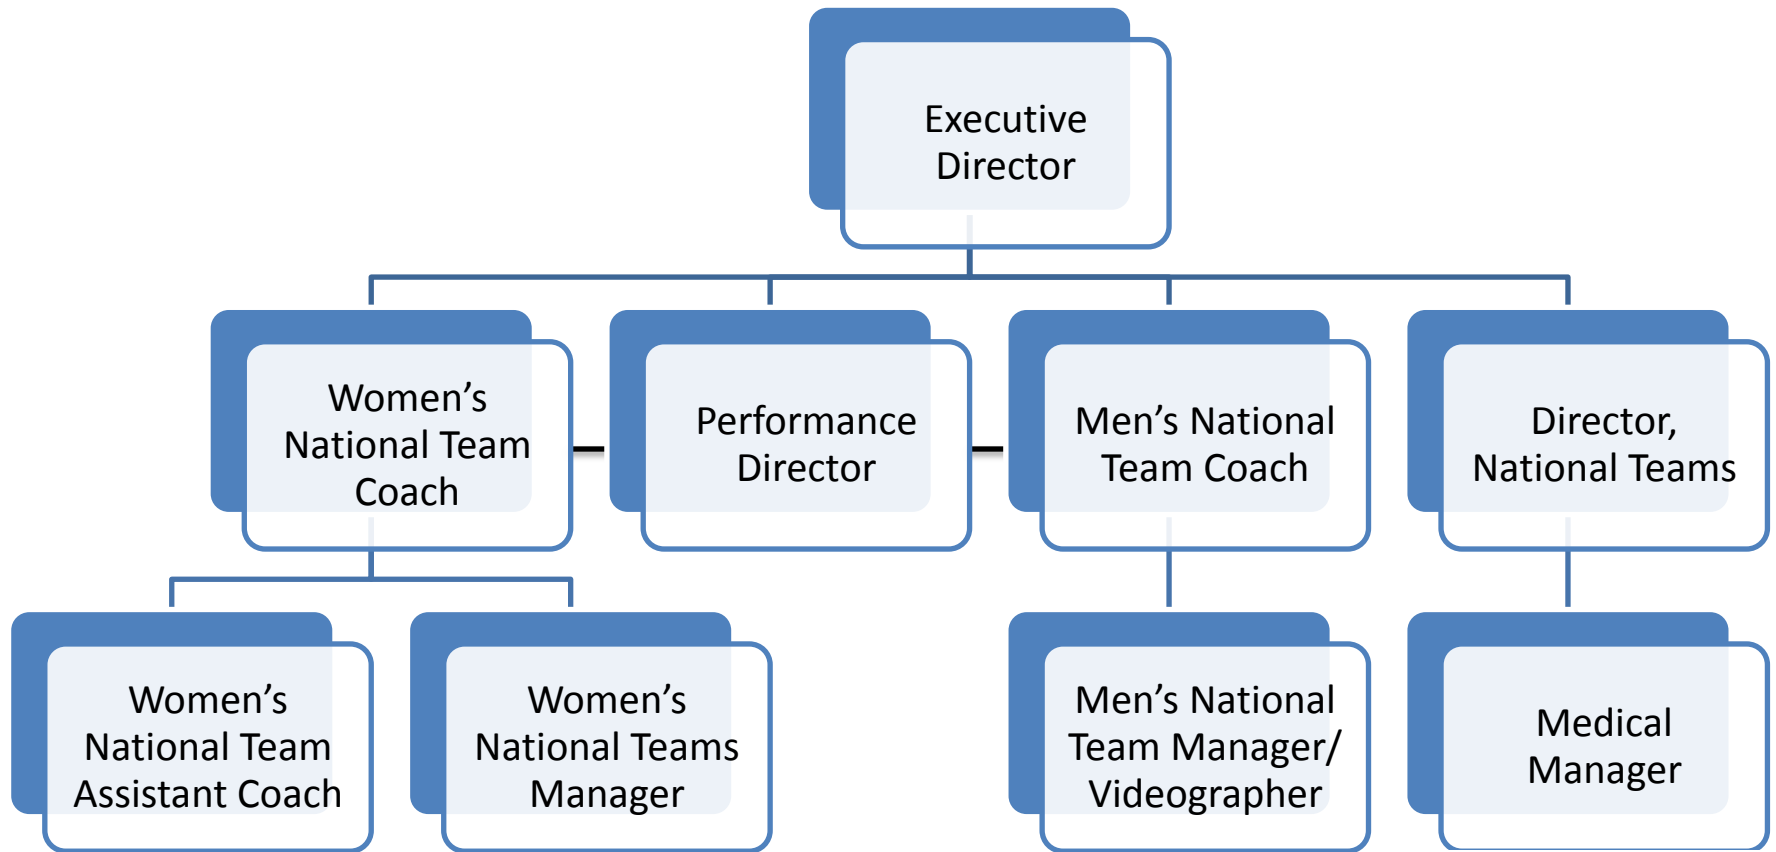 Executive
Director
Women’s
National Team
Coach
Performance
Director
Men’s National
Team Coach
Director,
National Teams
Women’s
National Team
Assistant Coach
Women’s
National Teams
Manager
Men’s National
Team Manager/
Videographer
Medical
Manager